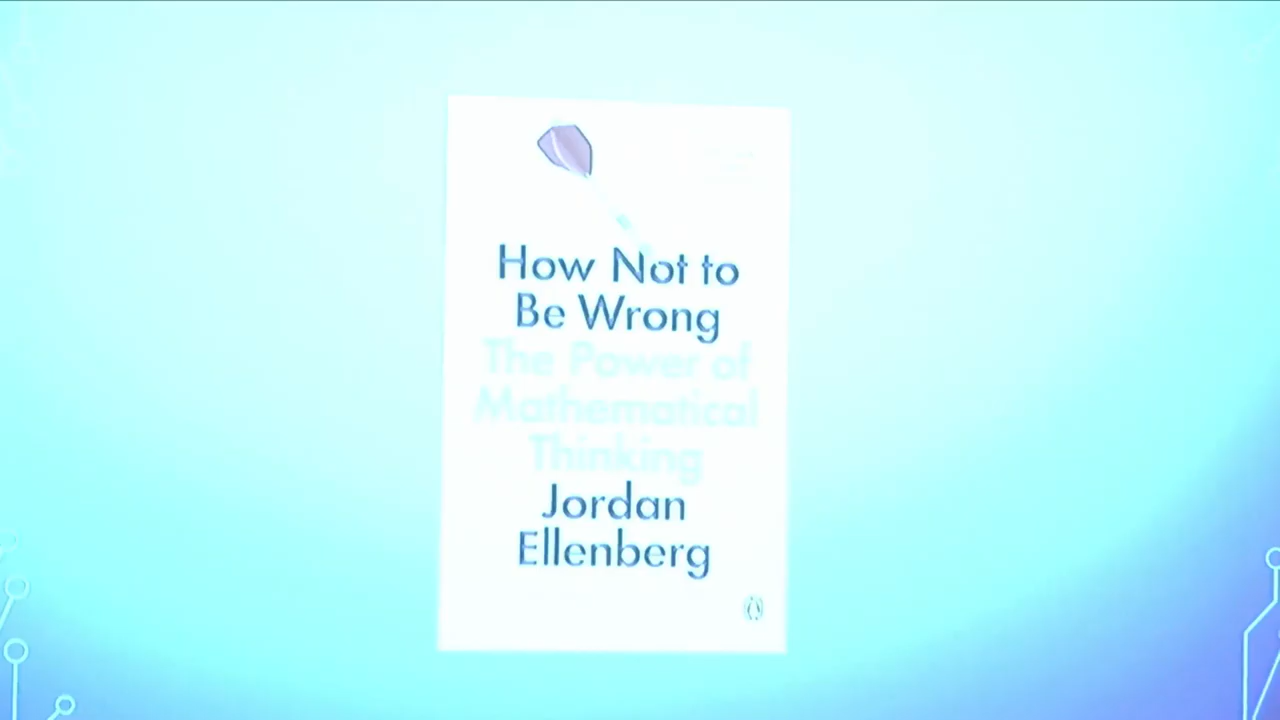 How Not to
Be Wrong
The Power of
Mathematical
Thinking
Jordan
Ellenberg